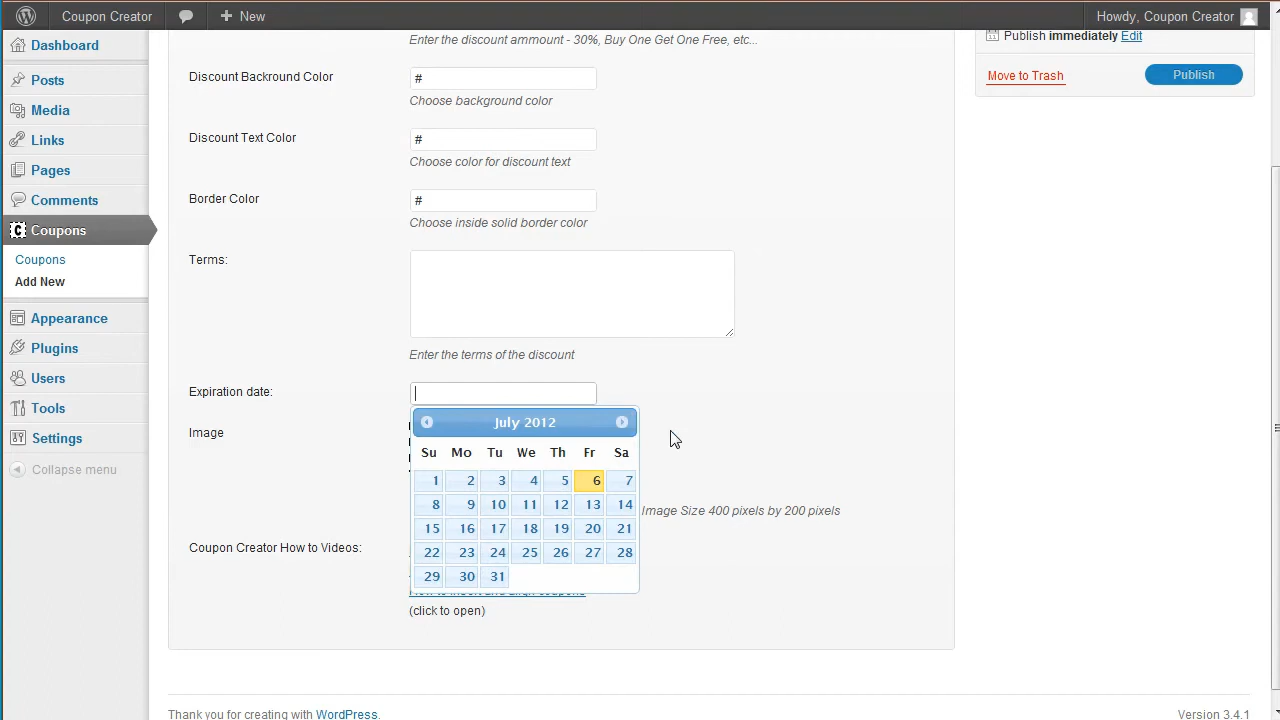 Coupon Creator
New
Howdy, Coupon Creator
Dashboard
Posts
Media
Links
Pages
Comments
Coupons
Coupons
Add New
Appearance
Plugins
Users
Tools
Settings
Collapse menu
Enter the discount ammount - 30%, Buy One Get One Free, etc...
Discount Backround Color
#
Choose background color
Discount Text Color
#
Choose color for discount text
Border Color
#
Choose inside solid border color
Terms:
Enter the terms of the discount
Expiration date:
July 2012
Su Mo Tu We Th Fr Sa
1 2 3 4 5 6 7
8 9 10 11 12 13 14
15 16 17 18 19 20 21
22 23 24 25 26 27 28
29 30 31
Image
Image Size 400 pixels by 200 pixels
Coupon Creator How to Videos:
How to insert and align coupons
(click to open)
Publish immediately Edit
Move to Trash
Publish
Thank you for creating with WordPress.
Version 3.4.1